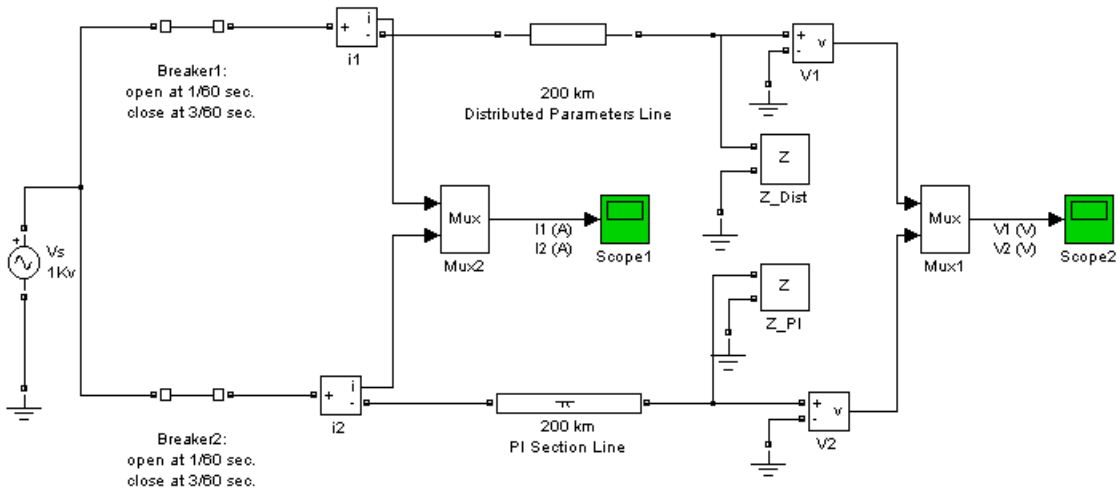 i
+
-
i1
Breaker1:
open at 1/60 sec.
close at 3/60 sec.
200 km
Distributed Parameters Line
+
-
v
V1
Z
Z_Dist
Mux
Mux2
I1 (A)
I2 (A)
Scope1
Mux
Mux1
V1 (V)
V2 (V)
Scope2
+
Vs
1Kv
Z
Z_PI
i
+
-
i2
200 km
PI Section Line
+
-
v
V2
Breaker2:
open at 1/60 sec.
close at 3/60 sec.